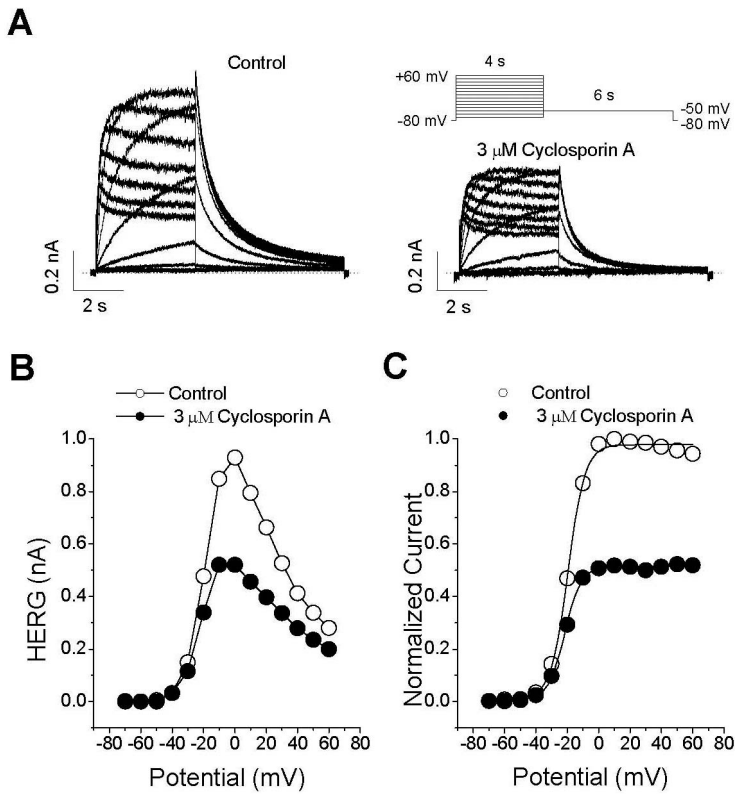 A
Control
4 s
+60 mV
6 s
-50 mV
-80 mV
-80 mV
3 μM Cyclosporin A
0.2 nA
2 s
0.2 nA
2 s
B
Control
3 μM Cyclosporin A
HERG (nA)
1.0
0.8
0.6
0.4
0.2
0.0
-80 -60 -40 -20 0 20 40 60 80
Potential (mV)
C
Control
3 μM Cyclosporin A
Normalized Current
1.0
0.8
0.6
0.4
0.2
0.0
-80 -60 -40 -20 0 20 40 60 80
Potential (mV)